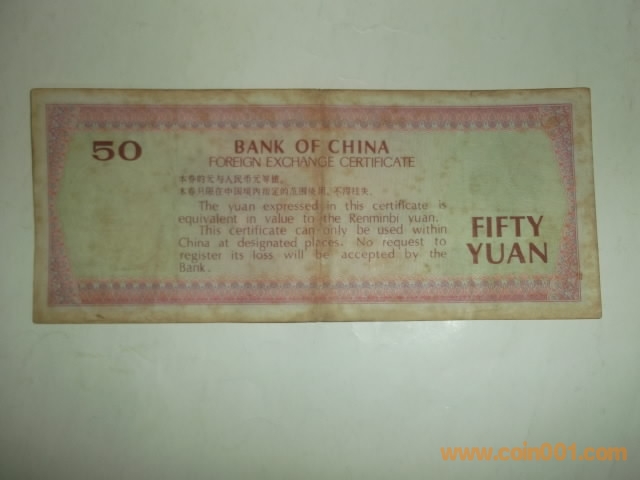 50
BANK OF CHINA
FOREIGN EXCHANGE CERTIFICATE
本券的元与人民币元等值。
本券只限在中国境内指定的范围使用,不得挂失。
The yuan expressed in this certificate is
equivalent in value to the Renminbi yuan.
This certificate can only be used within
China at designated places. No request to
register its loss will be accepted by the
Bank.
FIFTY
YUAN
www.coin001.com